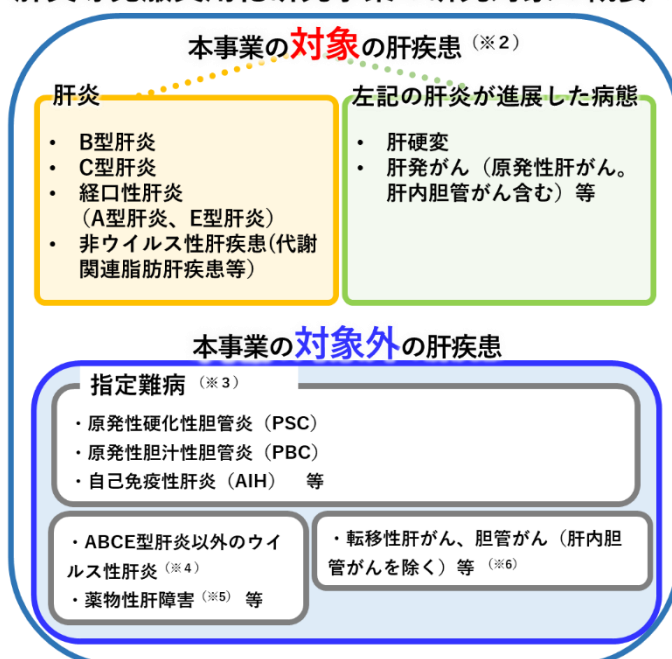 本事業の対象の肝疾患（※2）
肝炎
・ B型肝炎
・ C型肝炎
・ 経口性肝炎
（A型肝炎、E型肝炎）
・ 非ウイルス性肝疾患(代謝
関連脂肪肝疾患等）
左記の肝炎が進展した病態
・ 肝硬変
・ 肝発がん（原発性肝がん。
肝内胆管がん含む）等
本事業の対象外の肝疾患
指定難病（※3）
・原発性硬化性胆管炎（PSC）
・原発性胆汁性胆管炎（PBC）
・自己免疫性肝炎（AIH） 等
・ABCE型肝炎以外のウイ
ルス性肝炎（※4）
・薬物性肝障害（※5）等
・転移性肝がん、胆管がん（肝内胆
管がんを除く）等（※6）